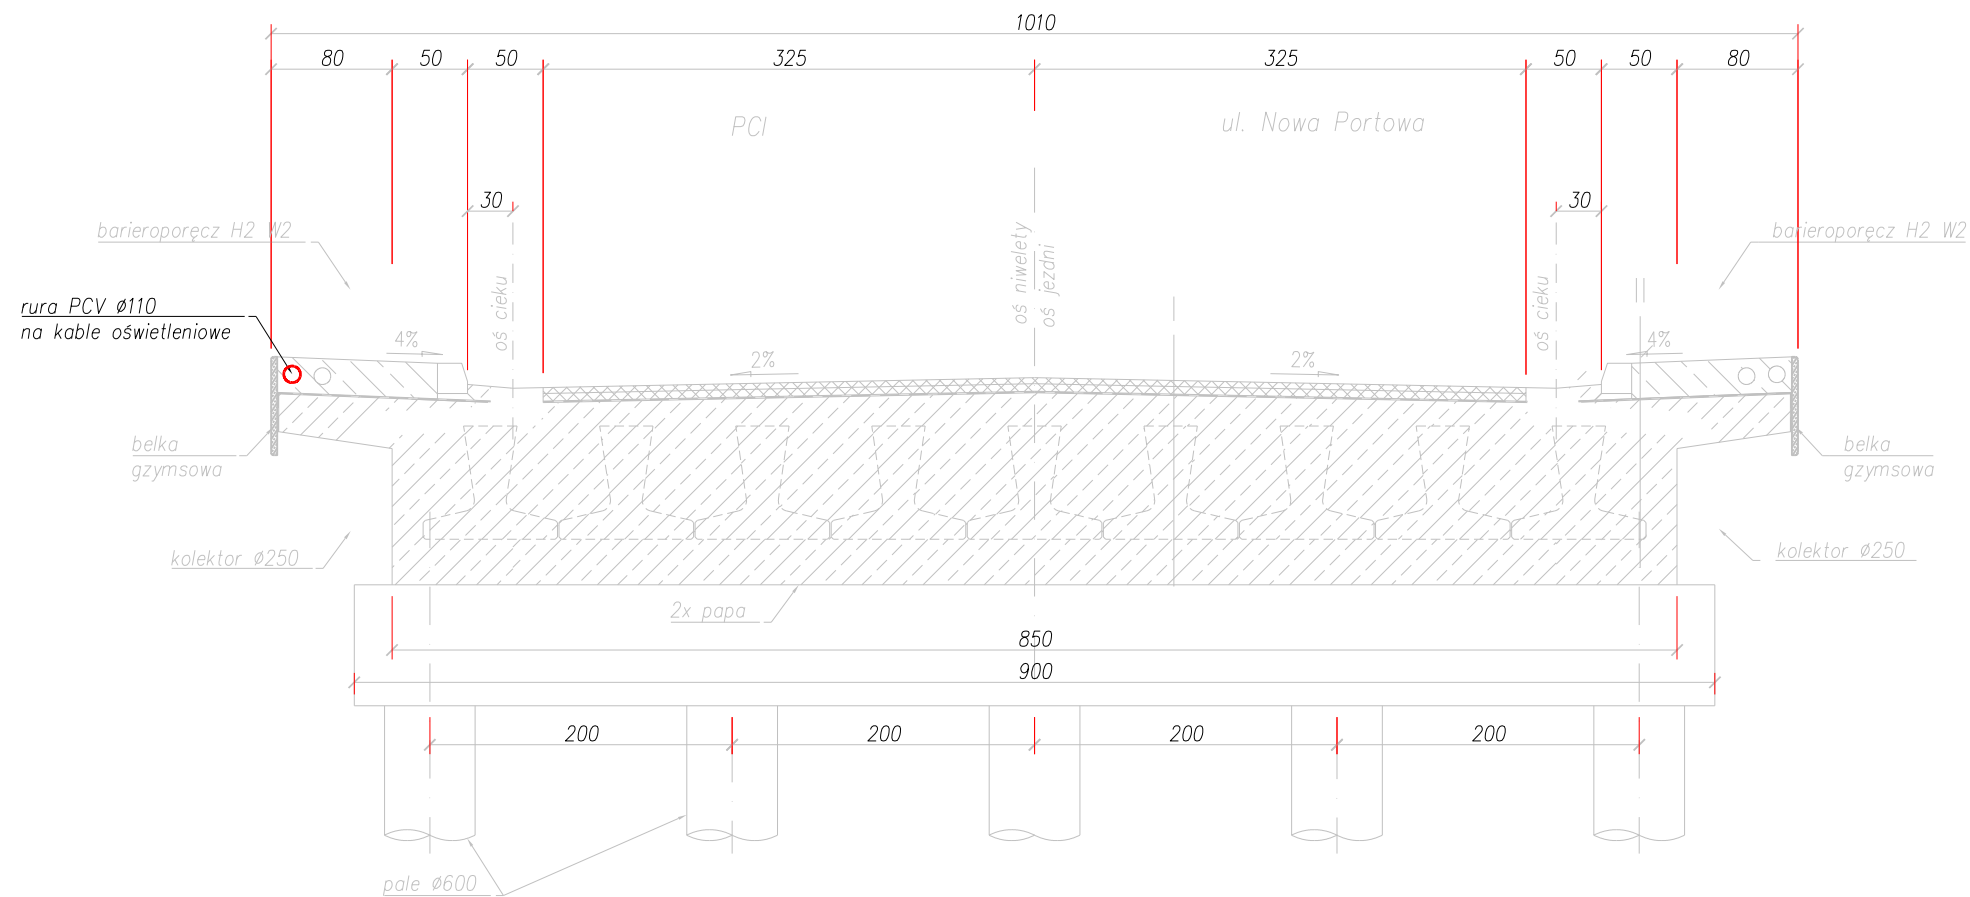 1010
80 50 50 325 325 50 50 80
PCI
ul. Nowa Portowa
30 30
barieroporęcz H2 W2
barieroporęcz H2 W2
oś niwelety
oś jezdni
oś cieku
oś cieku
rura PCV ø110
na kable oświetleniowe
4% 2% 2% 4%
belka
gzymsowa
belka
gzymsowa
kolektor ø250
kolektor ø250
2x papa
850
900
200 200 200 200
pale ø600